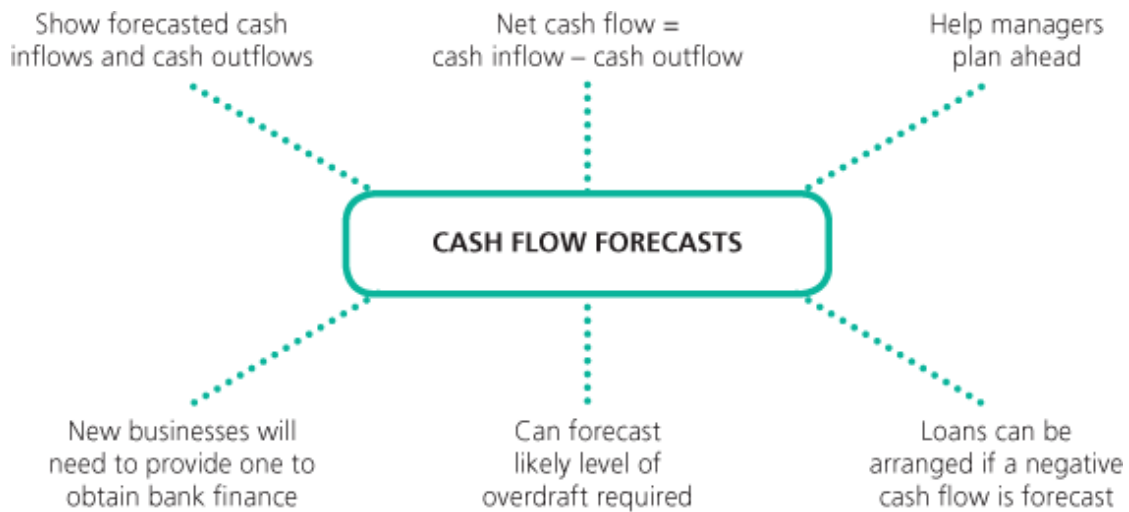 Show forecasted cash
inflows and cash outflows
Net cash flow =
cash inflow – cash outflow
Help managers
plan ahead
CASH FLOW FORECASTS
New businesses will
need to provide one to
obtain bank finance
Can forecast
likely level of
overdraft required
Loans can be
arranged if a negative
cash flow is forecast